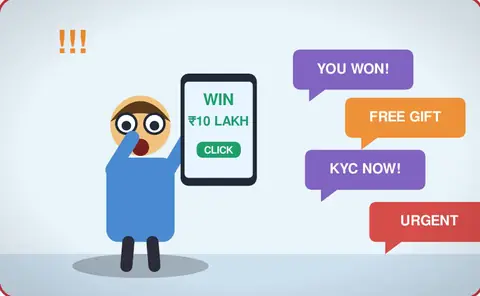 !!!
WIN
₹10 LAKH
CLICK
YOU WON!
FREE GIFT
KYC NOW!
URGENT